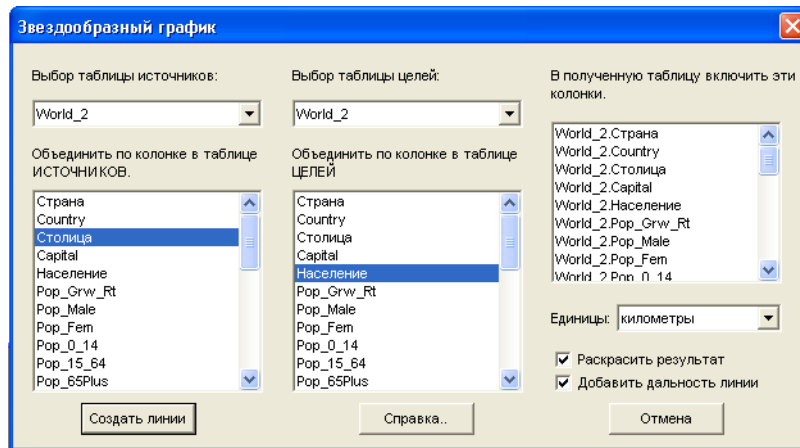 Звездообразный график
Выбор таблицы источников:
World_2
Объединить по колонке в таблице
ИСТОЧНИКОВ.
Страна
Country
Столица
Capital
Население
Pop_Grw_Rt
Pop_Male
Pop_Fem
Pop_0_14
Pop_15_64
Pop_65Plus
Создать линии
Выбор таблицы целей:
World_2
Объединить по колонке в таблице
ЦЕЛЕЙ
Страна
Country
Столица
Capital
Население
Pop_Grw_Rt
Pop_Male
Pop_Fem
Pop_0_14
Pop_15_64
Pop_65Plus
Справка..
В полученную таблицу включить эти
колонки.
World_2.Страна
World_2.Country
World_2.Столица
World_2.Capital
World_2.Население
World_2.Pop_Grw_Rt
World_2.Pop_Male
World_2.Pop_Fem
World_2.Pop_0_14
Единицы: километры
Раскрасить результат
Добавить дальность линии
Отмена